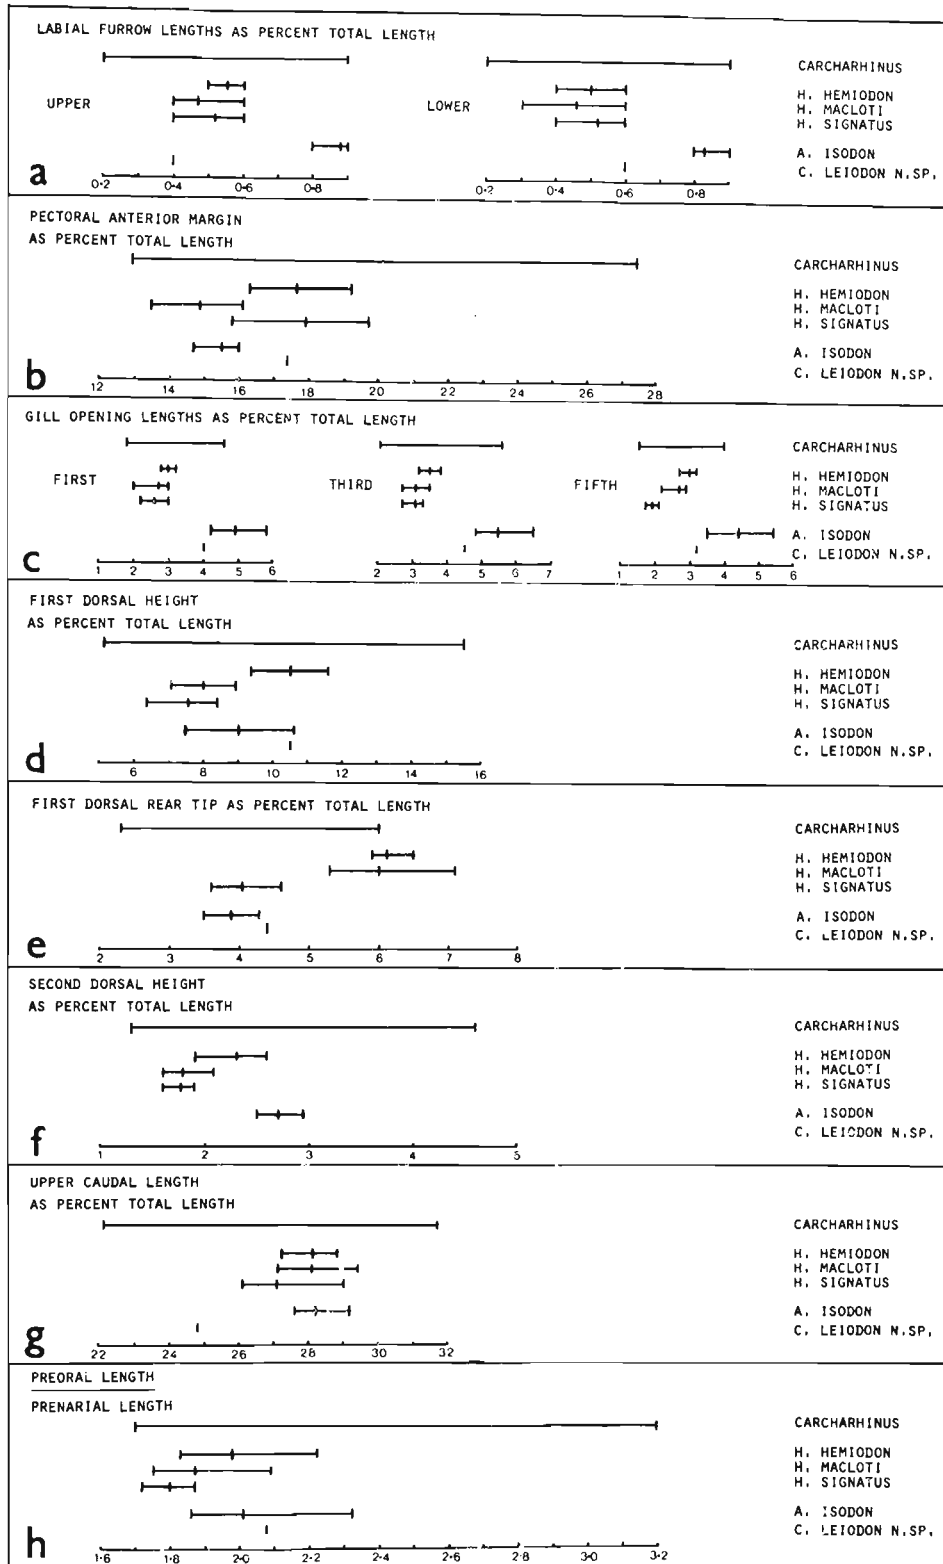 LABIAL FURROW LENGTHS AS PERCENT TOTAL LENGTH
CARCHARHINUS
UPPER
LOWER
H. HEMIODON
H. MACLOTI
H. SIGNATUS
A. ISODON
C. LEIODON N.SP.
a
0·2 0·4 0·6 0·8
0·2 0·4 0·6 0·8
PECTORAL ANTERIOR MARGIN
AS PERCENT TOTAL LENGTH
CARCHARHINUS
H. HEMIODON
H. MACLOTI
H. SIGNATUS
A. ISODON
C. LEIODON N.SP.
b
12 14 16 18 20 22 24 26 28
GILL OPENING LENGTHS AS PERCENT TOTAL LENGTH
CARCHARHINUS
FIRST
THIRD
FIFTH
H. HEMIODON
H. MACLOTI
H. SIGNATUS
A. ISODON
C. LEIODON N.SP.
c
1 2 3 4 5 6
2 3 4 5 6 7
1 2 3 4 5 6
FIRST DORSAL HEIGHT
AS PERCENT TOTAL LENGTH
CARCHARHINUS
H. HEMIODON
H. MACLOTI
H. SIGNATUS
A. ISODON
C. LEIODON N.SP.
d
6 8 10 12 14 16
FIRST DORSAL REAR TIP AS PERCENT TOTAL LENGTH
CARCHARHINUS
H. HEMIODON
H. MACLOTI
H. SIGNATUS
A. ISODON
C. LEIODON N.SP.
e
2 3 4 5 6 7 8
SECOND DORSAL HEIGHT
AS PERCENT TOTAL LENGTH
CARCHARHINUS
H. HEMIODON
H. MACLOTI
H. SIGNATUS
A. ISODON
C. LEIODON N.SP.
f
1 2 3 4 5
UPPER CAUDAL LENGTH
AS PERCENT TOTAL LENGTH
CARCHARHINUS
H. HEMIODON
H. MACLOTI
H. SIGNATUS
A. ISODON
C. LEIODON N.SP.
g
22 24 26 28 30 32
PREORAL LENGTH
PRENARIAL LENGTH
CARCHARHINUS
H. HEMIODON
H. MACLOTI
H. SIGNATUS
A. ISODON
C. LEIODON N.SP.
h
1·6 1·8 2·0 2·2 2·4 2·6 2·8 3·0 3·2